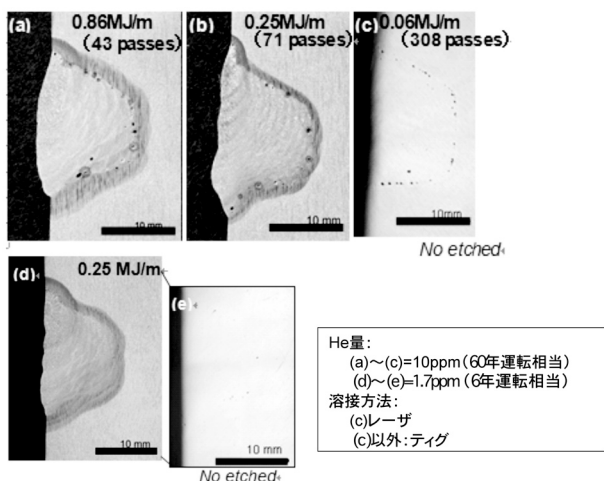 (a)
0.86MJ/m
(43 passes)
10 mm
(b)
0.25MJ/m
(71 passes)
10 mm
(c)
0.06MJ/m
(308 passes)
10mm
No etched
(d)
0.25 MJ/m
10 mm
(e)
10 mm
No etched
He量:
(a)～(c)=10ppm(60年運転相当)
(d)～(e)=1.7ppm(6年運転相当)
溶接方法:
(c)レーザ
(c)以外:ティグ